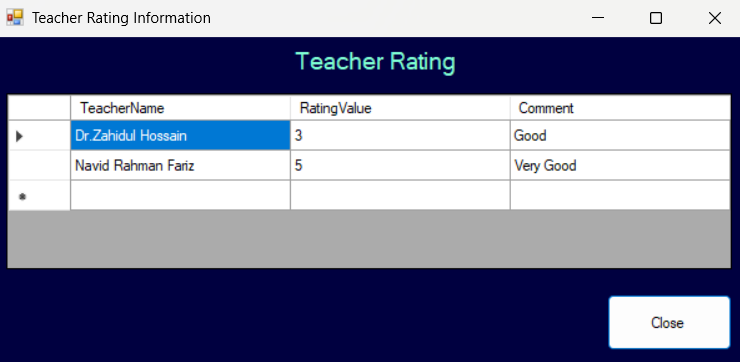 Teacher Rating Information
Teacher Rating
TeacherName RatingValue Comment
Dr.Zahidul Hossain 3 Good
Navid Rahman Fariz 5 Very Good
Close